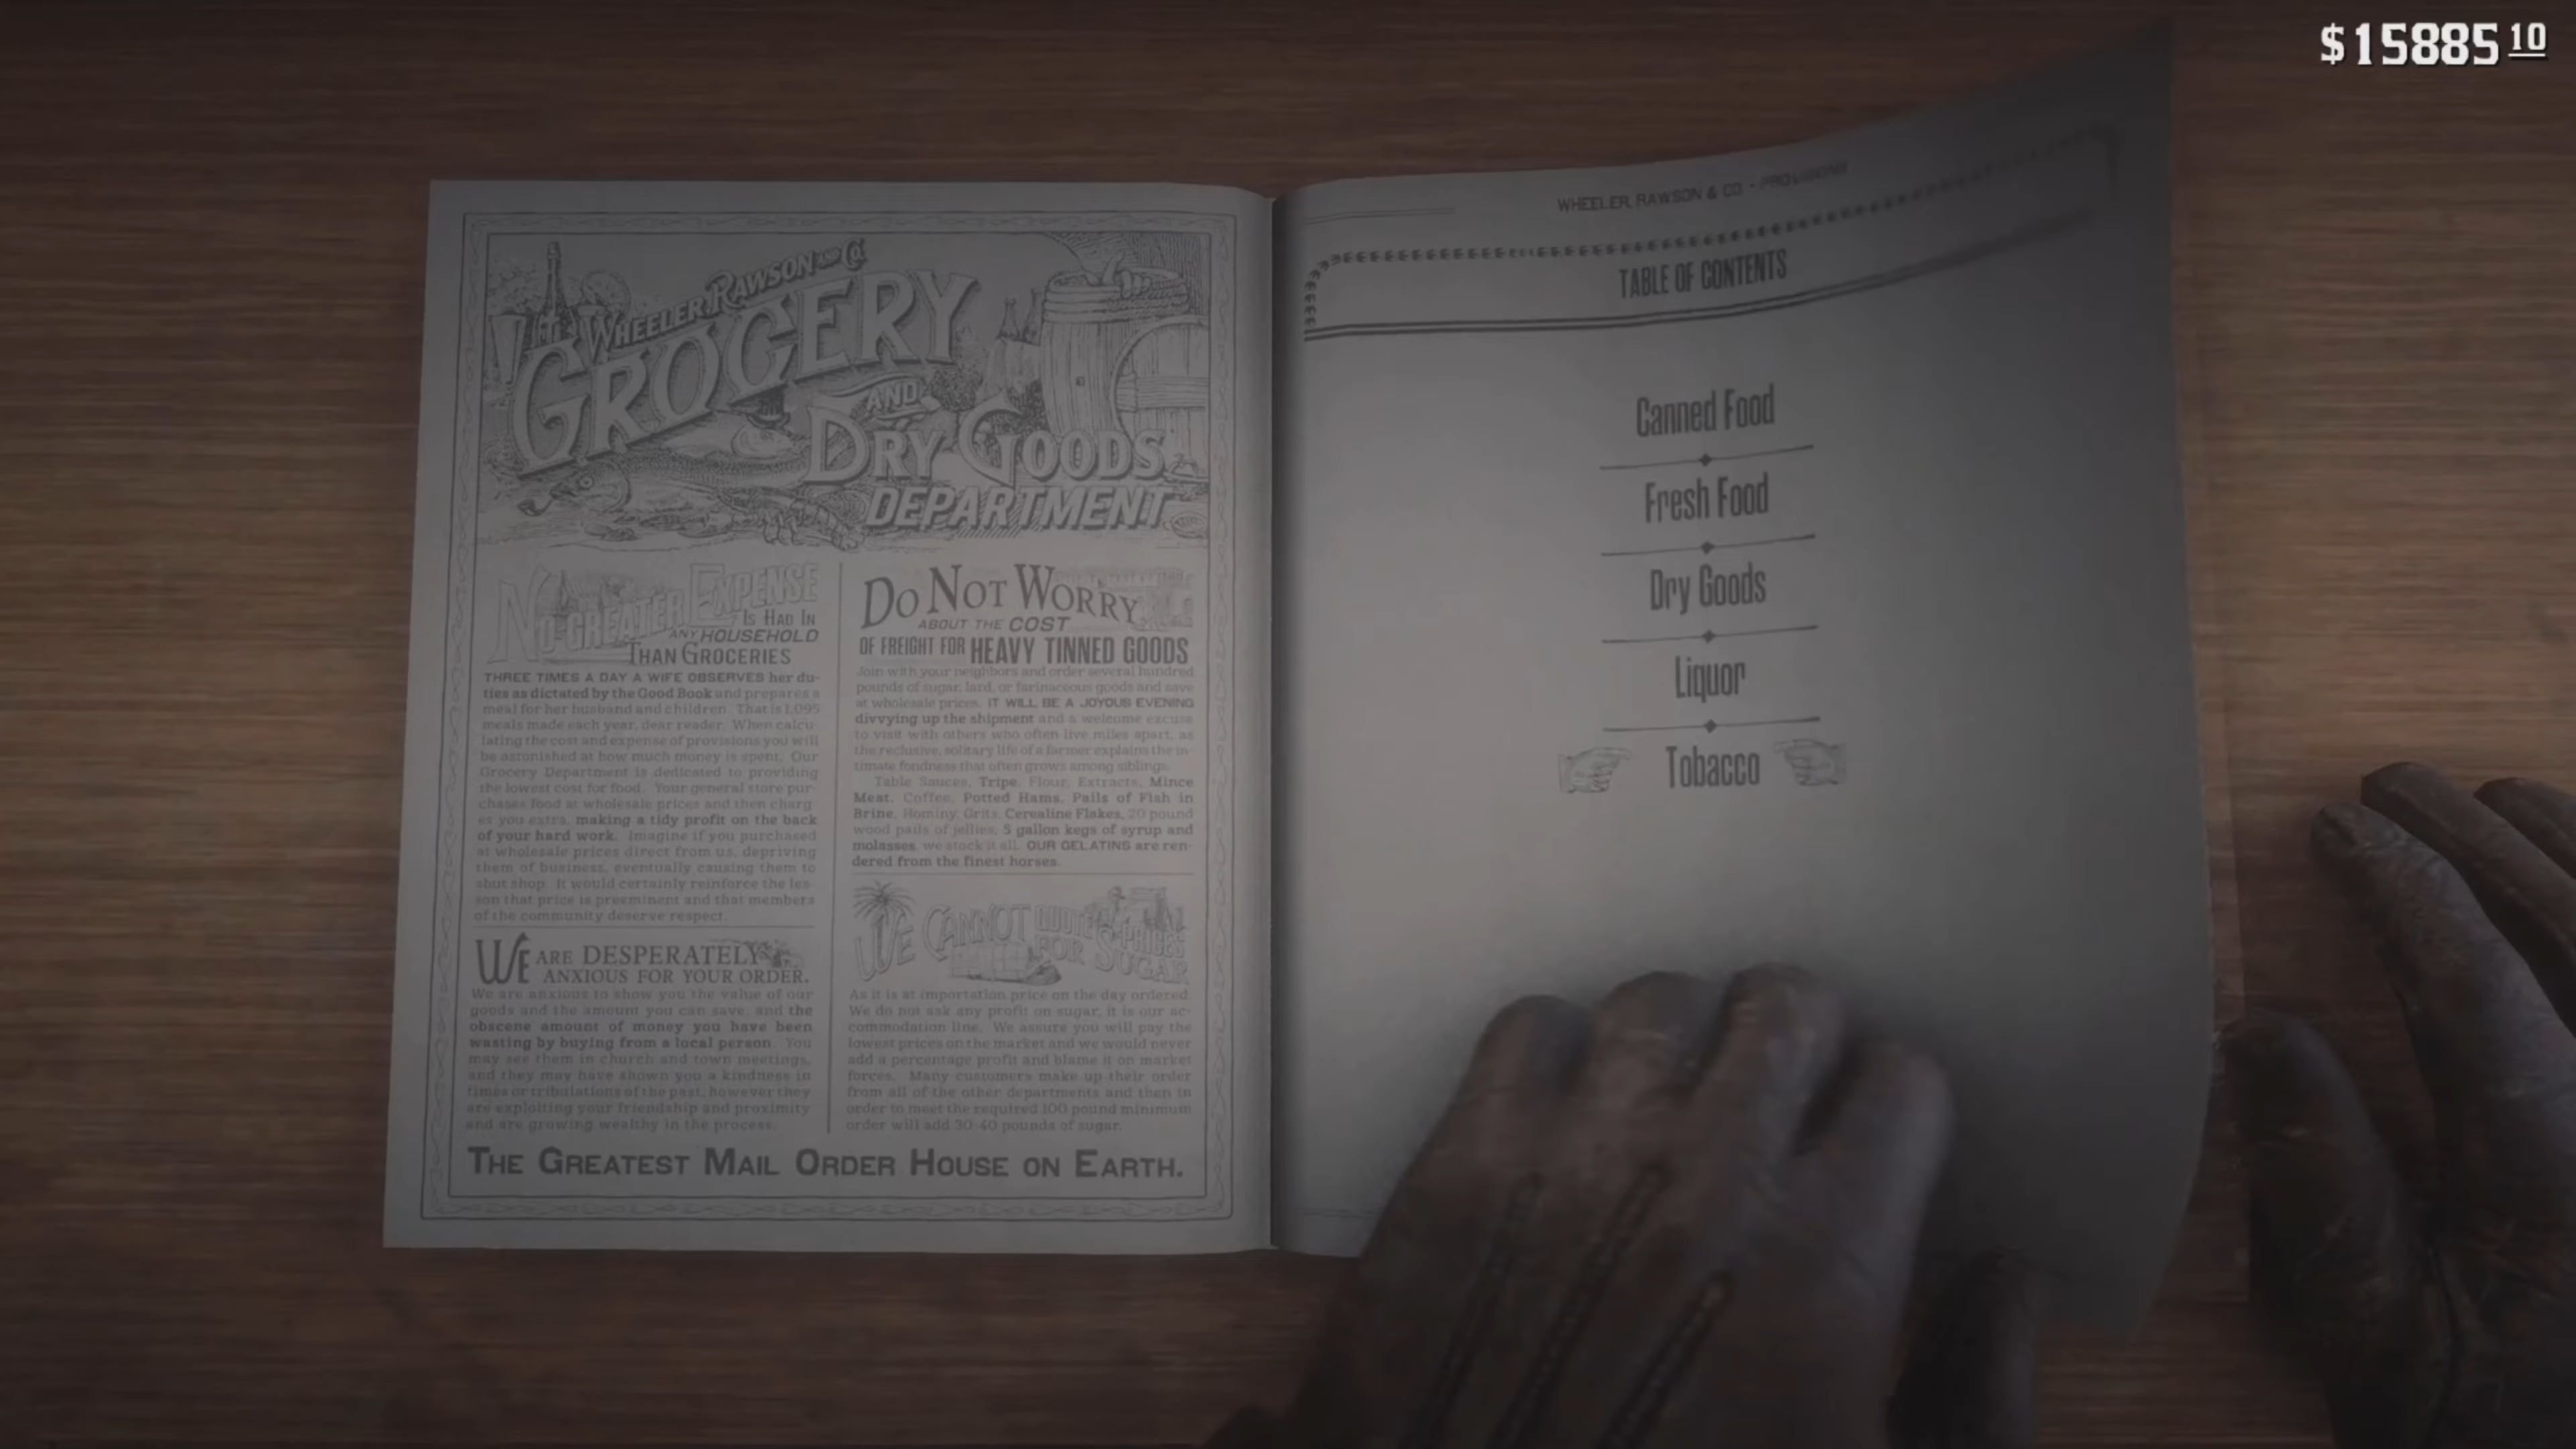 $15885 10
WHEELER, RAWSON AND CO.
GROCERY
AND
DRY GOODS
DEPARTMENT
NO GREATER EXPENSE
IS HAD IN
ANY HOUSEHOLD
THAN GROCERIES
THREE TIMES A DAY A WIFE OBSERVES her du-
ties as dictated by the Good Book and prepares a
meal for her husband and children. That is 1,095
meals made each year, dear reader. When calcu-
lating the cost and expense of provisions you will
be astonished at how much money is spent. Our
Grocery Department is dedicated to providing
the lowest cost for food. Your general store pur-
chases food at wholesale prices and then charg-
es you extra, making a tidy profit on the back
of your hard work. Imagine if you purchased
at wholesale prices direct from us, depriving
them of business, eventually causing them to
shut shop. It would certainly reinforce the les-
son that price is preeminent and that members
of the community deserve respect.
WE ARE DESPERATELY
ANXIOUS FOR YOUR ORDER.
We are anxious to show you the value of our
goods and the amount you can save, and the
obscene amount of money you have been
wasting by buying from a local person. You
may see them in church and town meetings,
and they may have shown you a kindness in
times or tribulations of the past, however they
are exploiting your friendship and proximity
and are growing wealthy in the process.
DO NOT WORRY
ABOUT THE COST
OF FREIGHT FOR HEAVY TINNED GOODS
Join with your neighbors and order several hundred
pounds of sugar, lard, or farinaceous goods and save
at wholesale prices. IT WILL BE A JOYOUS EVENING
divvying up the shipment and a welcome excuse
to visit with others who often live miles apart, as
the reclusive, solitary life of a farmer explains the in-
timate fondness that often grows among siblings.
Table Sauces, Tripe, Flour, Extracts, Mince
Meat, Coffee, Potted Hams, Pails of Fish in
Brine, Hominy, Grits, Cerealine Flakes, 20 pound
wood pails of jellies, 5 gallon kegs of syrup and
molasses, we stock it all. OUR GELATINS are ren-
dered from the finest horses.
WE CANNOT QUOTE PRICES
FOR SUGAR
As it is at importation price on the day ordered.
We do not ask any profit on sugar, it is our ac-
commodation line. We assure you will pay the
lowest prices on the market and we would never
add a percentage profit and blame it on market
forces. Many customers make up their order
from all of the other departments and then in
order to meet the required 100 pound minimum
order will add 30-40 pounds of sugar.
THE GREATEST MAIL ORDER HOUSE ON EARTH.
WHEELER, RAWSON & CO. - PROVISIONS
TABLE OF CONTENTS
Canned Food
Fresh Food
Dry Goods
Liquor
Tobacco